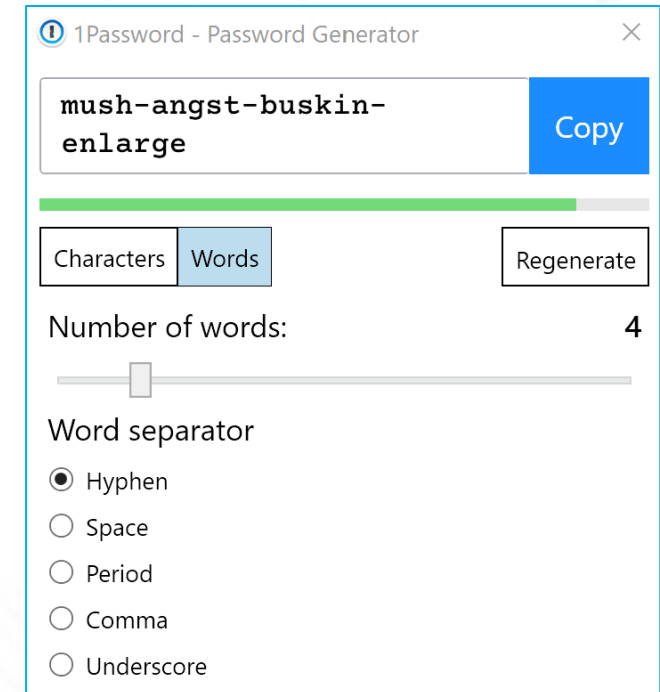 1Password - Password Generator
mush-angst-buskin-
enlarge
Copy
Characters Words
Regenerate
Number of words: 4
Word separator
Hyphen
Space
Period
Comma
Underscore